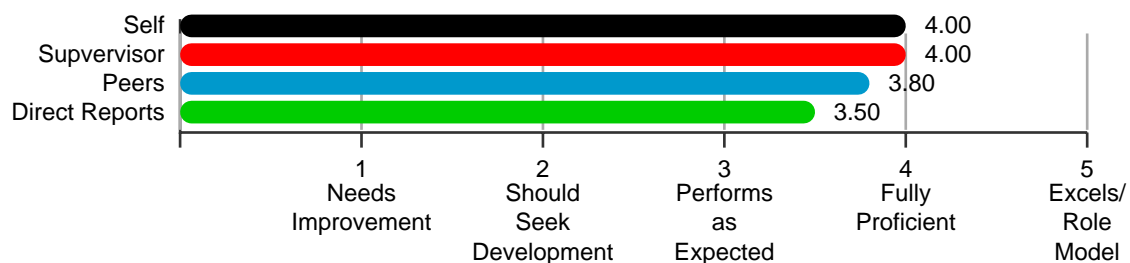 Self 4.00
Supvervisor 4.00
Peers 3.80
Direct Reports 3.50
1 2 3 4 5
Needs Should Performs Fully Excels/
Improvement Seek as Proficient Role
Development Expected Model